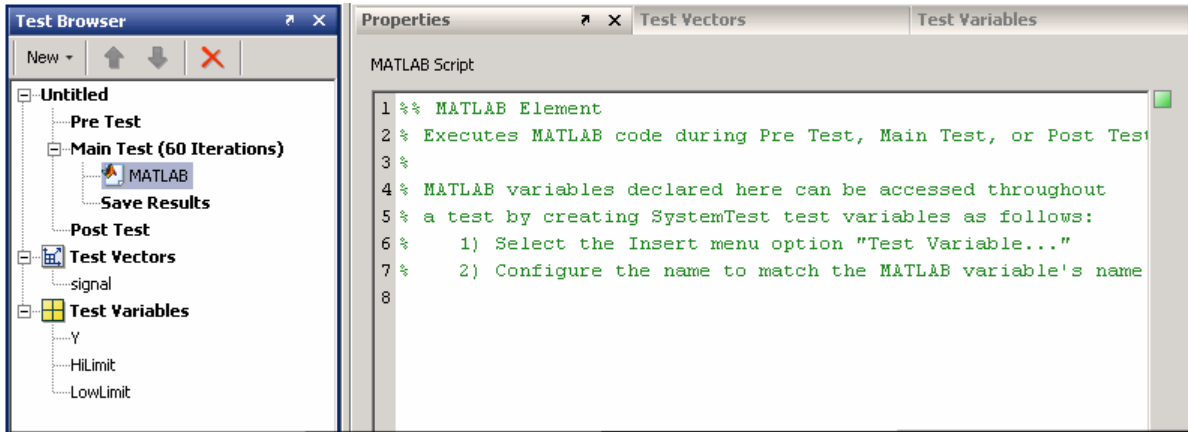 Test Browser
New
Untitled
Pre Test
Main Test (60 Iterations)
MATLAB
Save Results
Post Test
Test Vectors
signal
Test Variables
Y
HiLimit
LowLimit
Properties
Test Vectors
Test Variables
MATLAB Script
1 %% MATLAB Element
2 % Executes MATLAB code during Pre Test, Main Test, or Post Test
3 %
4 % MATLAB variables declared here can be accessed throughout
5 % a test by creating SystemTest test variables as follows:
6 % 1) Select the Insert menu option "Test Variable..."
7 % 2) Configure the name to match the MATLAB variable's name
8